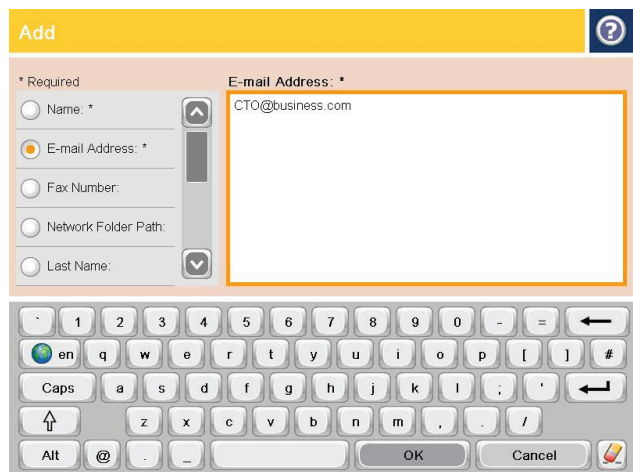 Add
?
* Required
E-mail Address: *
Name: *
E-mail Address: *
Fax Number:
Network Folder Path:
Last Name:
CTO@business.com
` 1 2 3 4 5 6 7 8 9 0 - =
en q w e r t y u i o p [ ] #
Caps a s d f g h j k l ; '
z x c v b n m , . /
Alt @ . _ OK Cancel